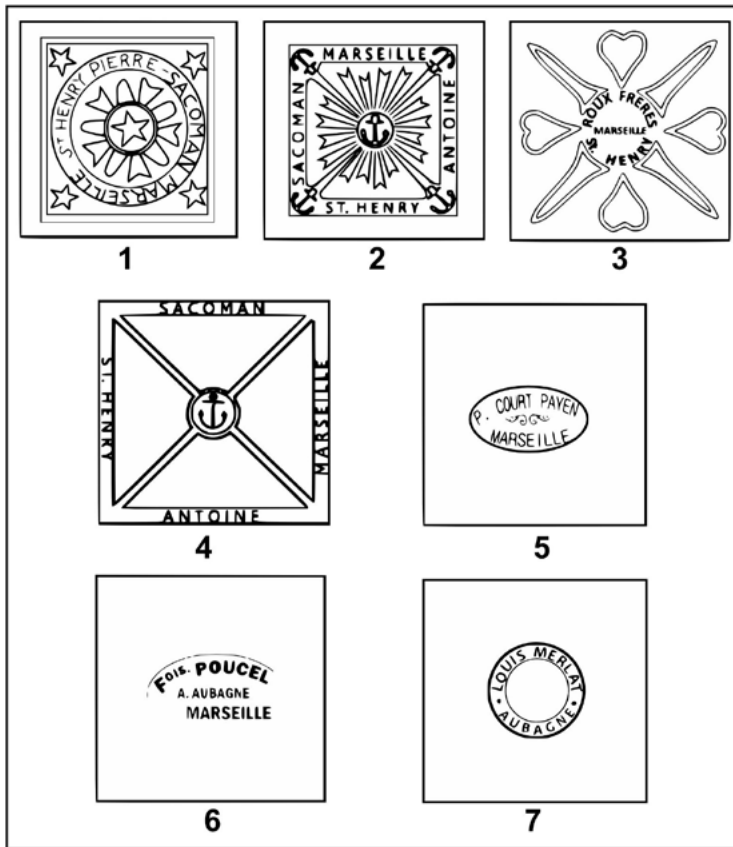 ST HENRY PIERRE-SACOMAN MARSEILLE
1
MARSEILLE
SACOMAN
ANTOINE
ST. HENRY
2
ROUX FRERES
MARSEILLE
St. HENRY
3
SACOMAN
ST. HENRY
MARSEILLE
ANTOINE
4
P. COURT PAYEN
MARSEILLE
5
FOIS. POUCEL
A. AUBAGNE
MARSEILLE
6
LOUIS MERLAT
• AUBAGNE •
7